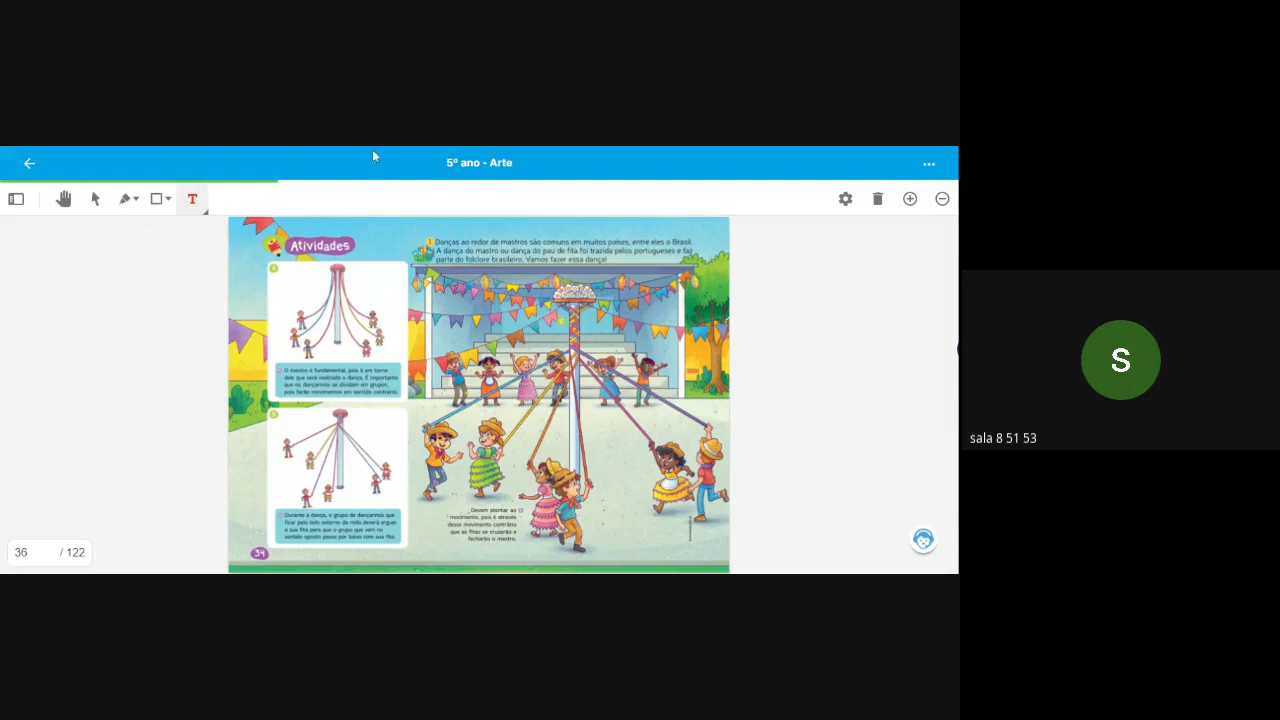 5º ano - Arte
Atividades
1 Danças ao redor de mastros são comuns em muitos países, entre eles o Brasil.
A dança do mastro ou dança do pau de fita foi trazida pelos portugueses e faz
parte do folclore brasileiro. Vamos fazer essa dança!
O mastro é fundamental, pois é em torno
dele que será realizada a dança. É importante
que os dançarinos se dividam em grupos,
pois farão movimentos em sentido contrário.
Durante a dança, o grupo de dançarinos que
ficar pelo lado externo da roda deverá erguer
a sua fita para que o grupo que vem no
sentido oposto passe por baixo com sua fita.
Devem atentar ao
movimento, pois é através
desse movimento contrário
que as fitas se cruzarão e
fecharão o mastro.
34
36 / 122
S
sala 8 51 53